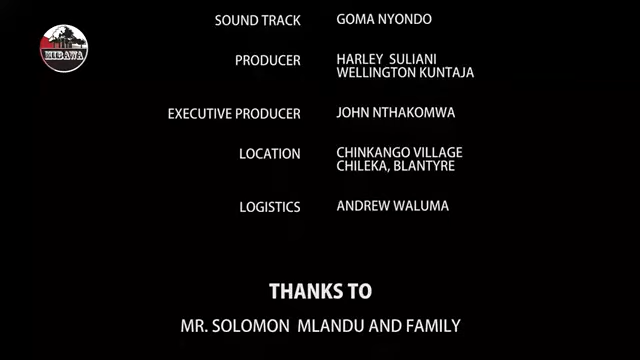 MIBAWA
SOUND TRACK GOMA NYONDO
PRODUCER HARLEY SULIANI
WELLINGTON KUNTAJA
EXECUTIVE PRODUCER JOHN NTHAKOMWA
LOCATION CHINKANGO VILLAGE
CHILEKA, BLANTYRE
LOGISTICS ANDREW WALUMA
THANKS TO
MR. SOLOMON MLANDU AND FAMILY